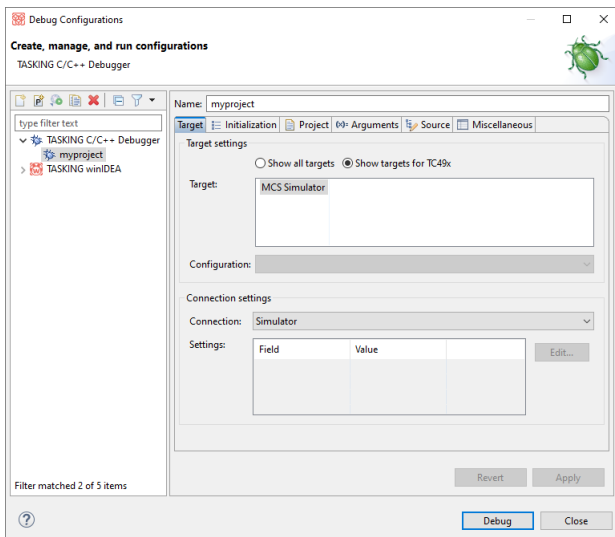 Debug Configurations
Create, manage, and run configurations
TASKING C/C++ Debugger
type filter text
TASKING C/C++ Debugger
myproject
TASKING winIDEA
Filter matched 2 of 5 items
Name: myproject
Target Initialization Project (x)= Arguments Source Miscellaneous
Target settings
Show all targets Show targets for TC49x
Target: MCS Simulator
Configuration:
Connection settings
Connection: Simulator
Settings: Field Value Edit...
Revert Apply
? Debug Close